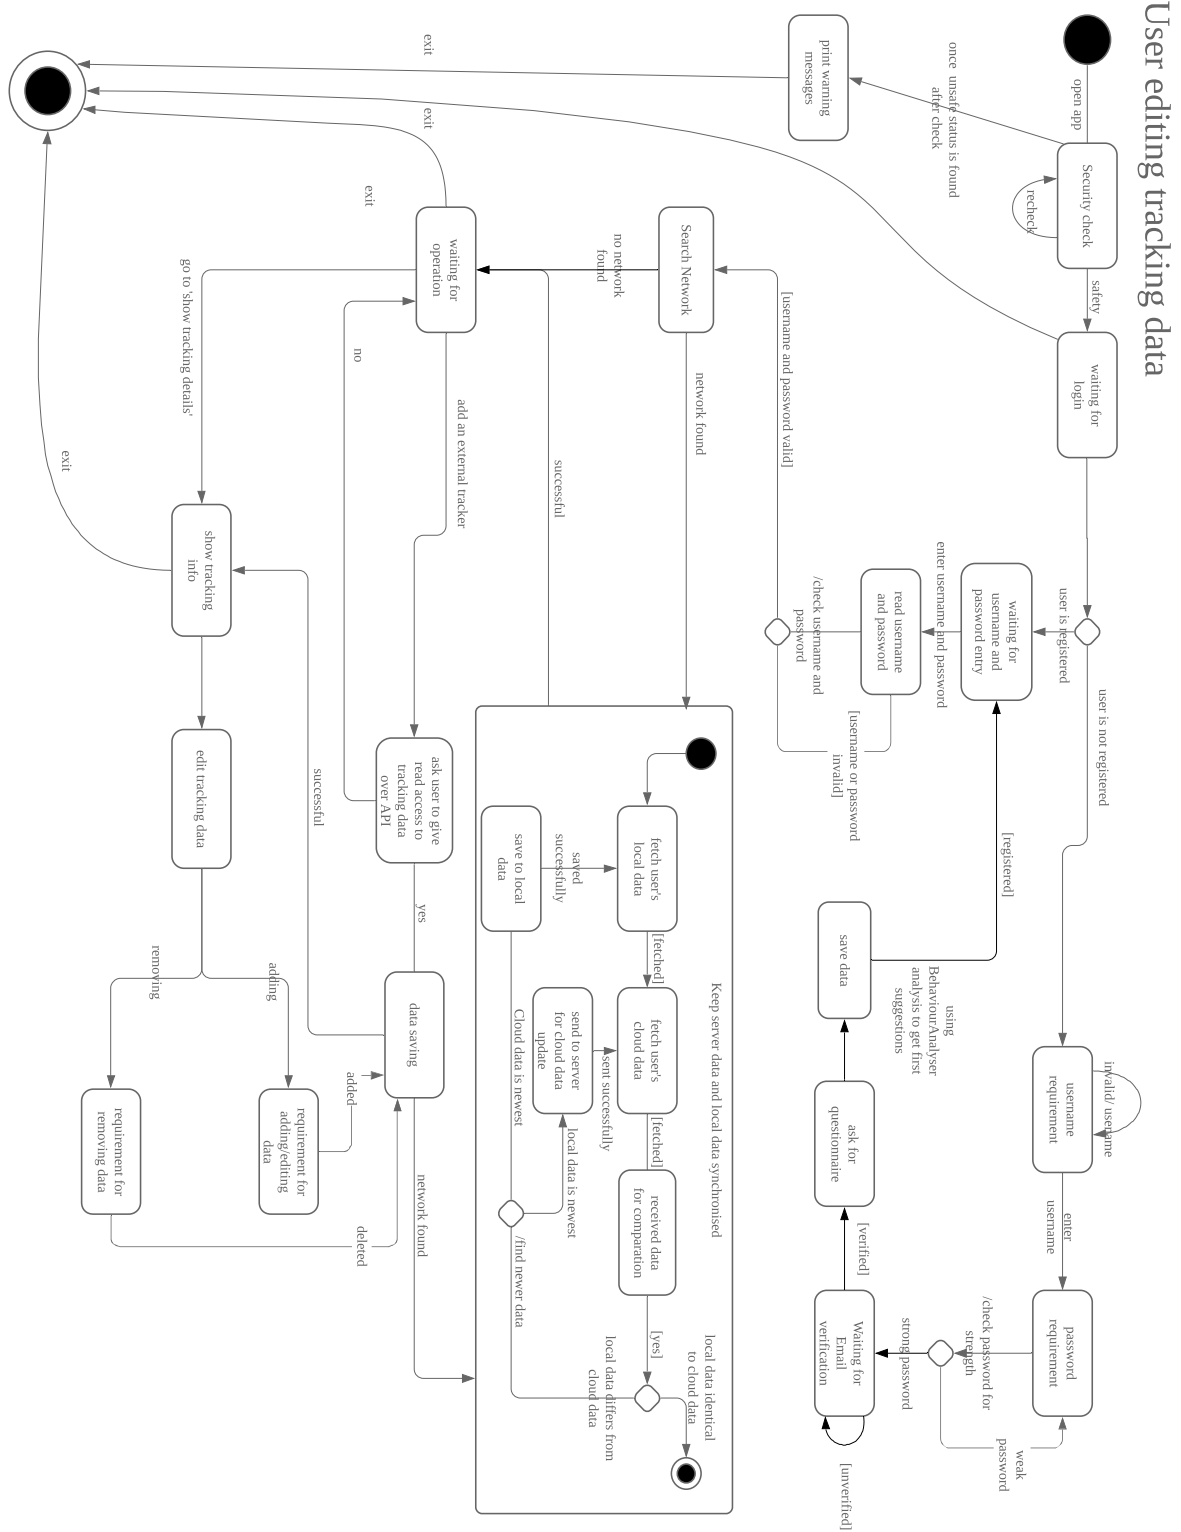 User editing tracking data
open app
Security check
recheck
safety
waiting for
login
once  unsafe status is found
after check
print warning
messages
exit
exit
exit
user is registered
user is not registered
waiting for
username and
password entry
enter username and password
read username
and password
/check username and
password
[username or password
invalid]
[username and password valid]
[registered]
username
requirement
invalid/ username
enter
username
password
requirement
/check password for
strength
weak
password
strong password
Waiting for
Email
verification
[unverified]
[verified]
ask for
questionnaire
save data
using
BehaviourAnalyser
analysis to get first
suggestions
Search Network
no network
found
network found
waiting for
operation
successful
add an external tracker
no
go to 'show tracking details'
exit
show tracking
info
ask user to give
read access to
tracking data
over API
yes
data saving
successful
edit tracking data
adding
removing
requirement for
adding/editing
data
added
requirement for
removing data
deleted
network found
Keep server data and local data synchronised
fetch user's
local data
[fetched]
fetch user's
cloud data
[fetched]
received data
for comparation
[yes]
local data identical
to cloud data
local data differs from
cloud data
/find newer data
local data is newest
Cloud data is newest
send to server
for cloud data
update
sent successfully
save to local
data
saved
successfully